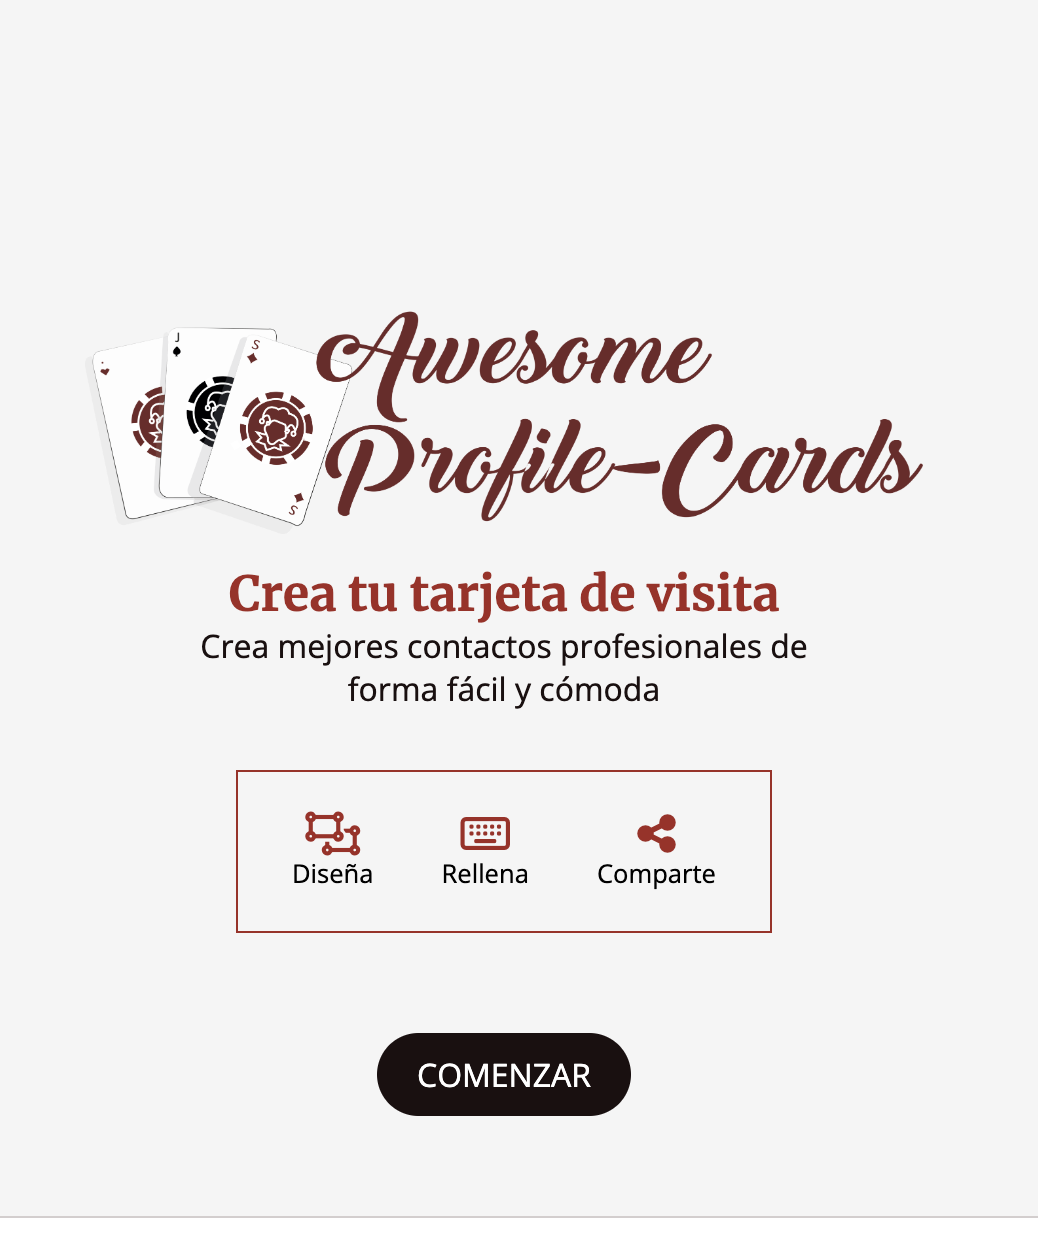 J
S
S
Awesome
Profile-Cards
Crea tu tarjeta de visita
Crea mejores contactos profesionales de
forma fácil y cómoda
Diseña
Rellena
Comparte
COMENZAR